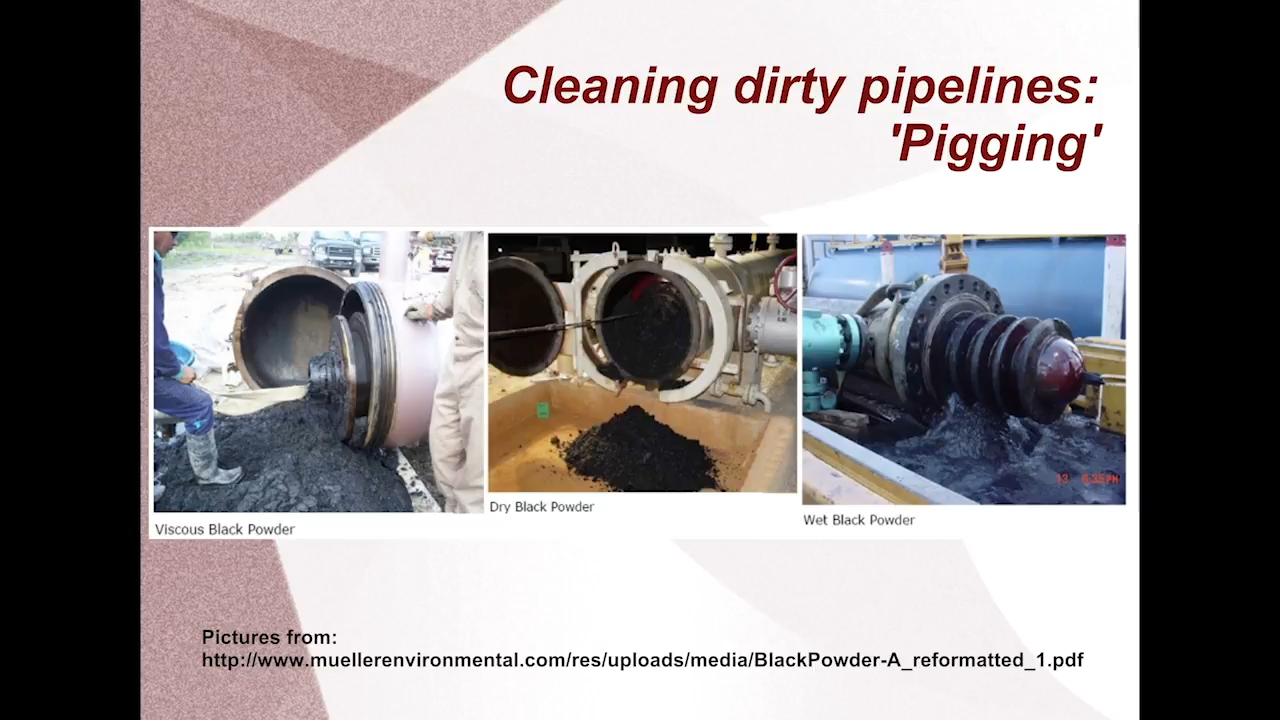 Cleaning dirty pipelines:
'Pigging'
Viscous Black Powder
Dry Black Powder
Wet Black Powder
Pictures from:
http://www.muellerenvironmental.com/res/uploads/media/BlackPowder-A_reformatted_1.pdf